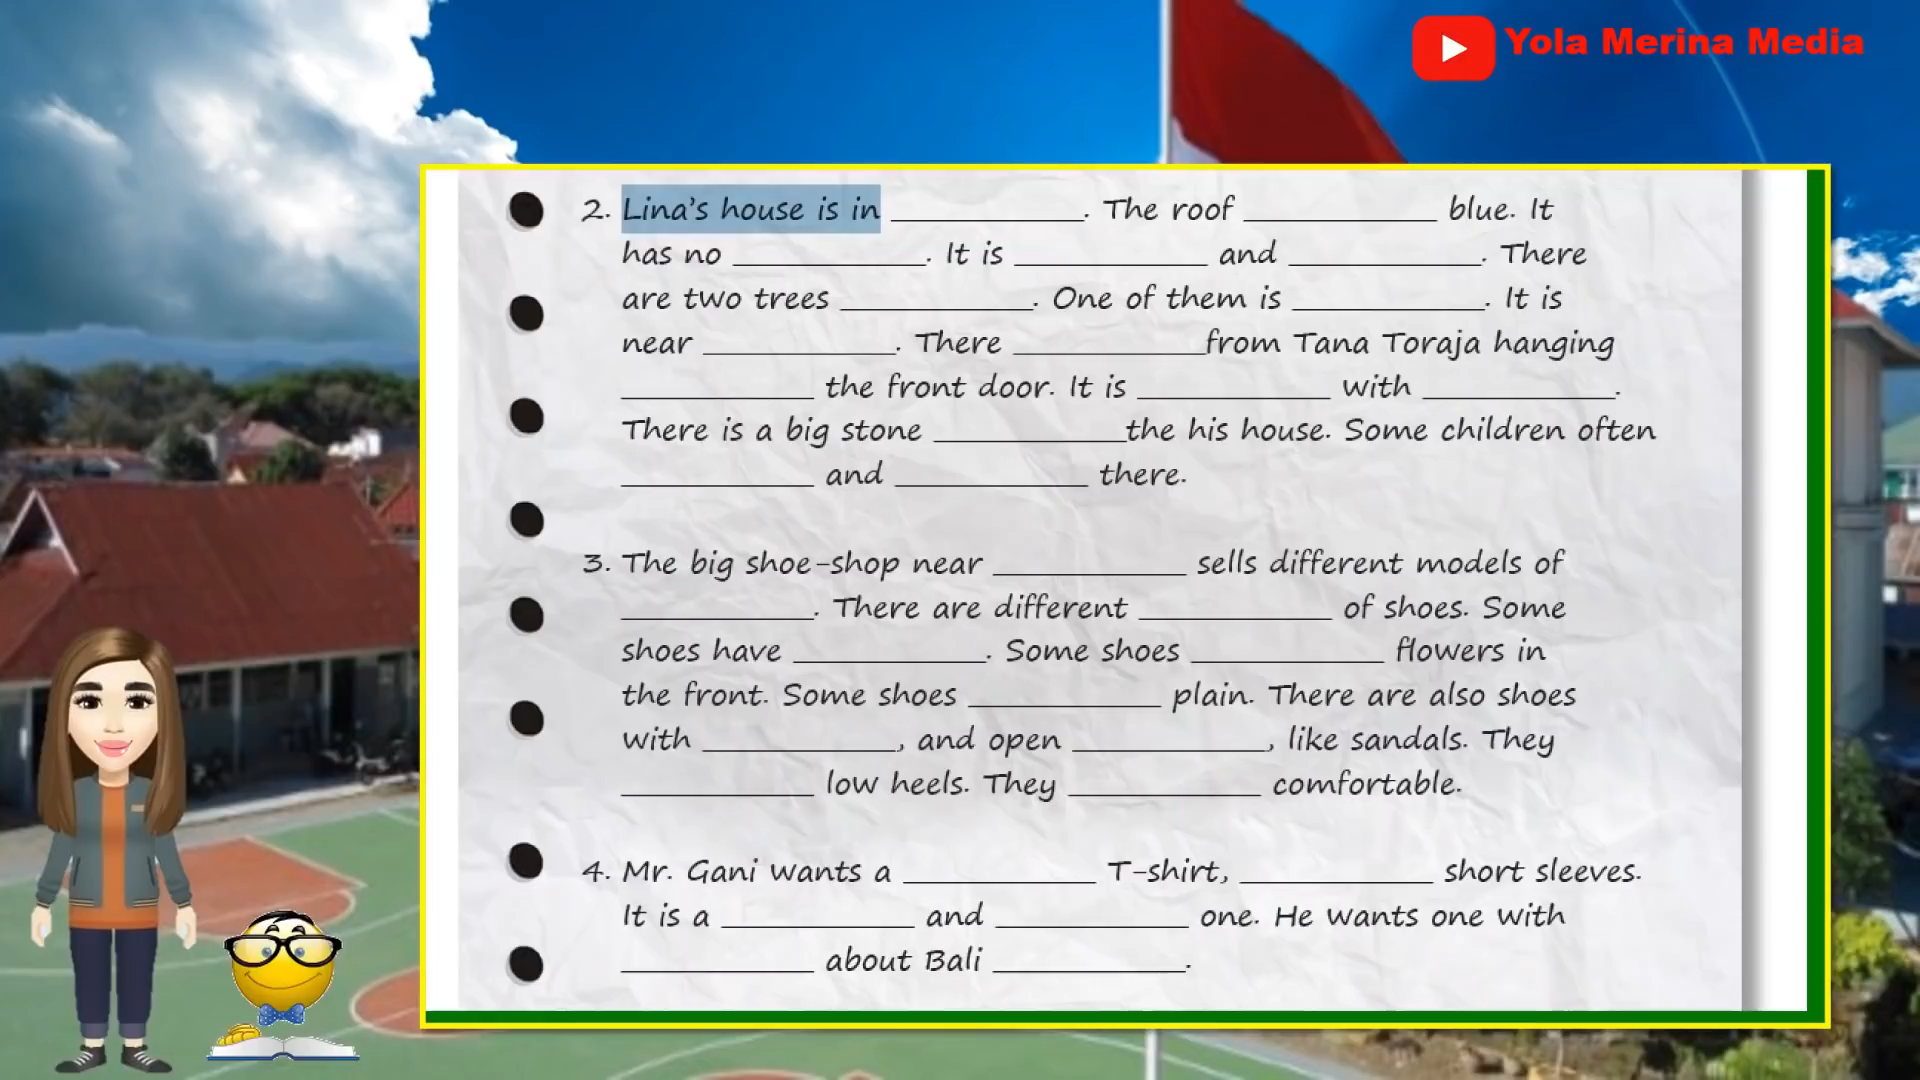 Yola Merina Media
2. Lina's house is in ____________. The roof ____________ blue. It
has no ____________. It is ____________ and ____________. There
are two trees ____________. One of them is ____________. It is
near ____________. There ____________from Tana Toraja hanging
____________ the front door. It is ____________ with ____________.
There is a big stone ____________the his house. Some children often
____________ and ____________ there.
3. The big shoe-shop near ____________ sells different models of
____________. There are different ____________ of shoes. Some
shoes have ____________. Some shoes ____________ flowers in
the front. Some shoes ____________ plain. There are also shoes
with ____________, and open ____________, like sandals. They
____________ low heels. They ____________ comfortable.
4. Mr. Gani wants a ____________ T-shirt, ____________ short sleeves.
It is a ____________ and ____________ one. He wants one with
____________ about Bali ____________.